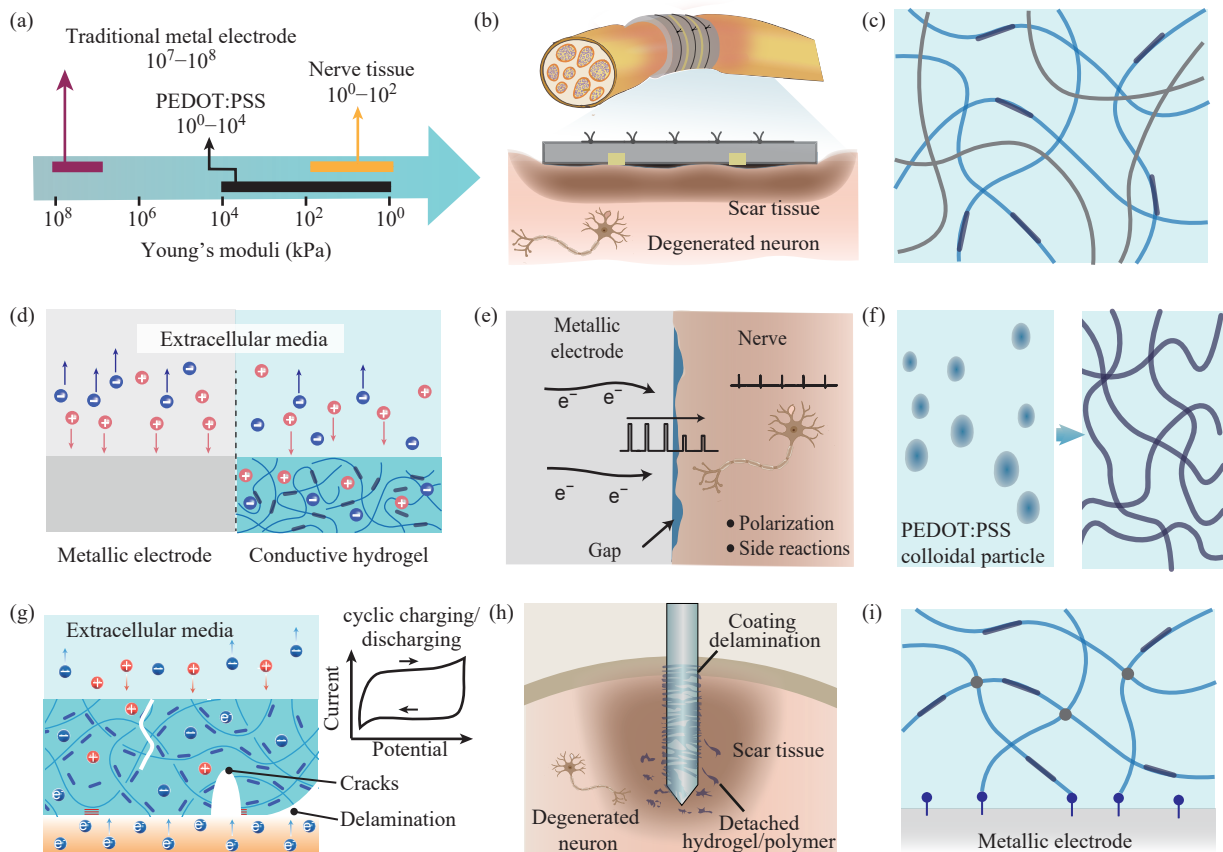 (a)
Traditional metal electrode
10⁷–10⁸
Nerve tissue
10⁰–10²
PEDOT:PSS
10⁰–10⁴
10⁸
10⁶
10⁴
10²
10⁰
Young's moduli (kPa)
(b)
Scar tissue
Degenerated neuron
(c)
(d)
Extracellular media
Metallic electrode
Conductive hydrogel
(e)
Metallic
electrode
Nerve
e⁻ e⁻
e⁻ e⁻
Gap
● Polarization
● Side reactions
(f)
PEDOT:PSS
colloidal particle
(g)
Extracellular media
cyclic charging/
discharging
Current
Potential
Cracks
Delamination
e⁻
e⁻
e⁻
e⁻ e⁻ e⁻ e⁻ e⁻ e⁻
e⁻ e⁻ e⁻ e⁻
(h)
Coating
delamination
Scar tissue
Degenerated
neuron
Detached
hydrogel/polymer
(i)
Metallic electrode